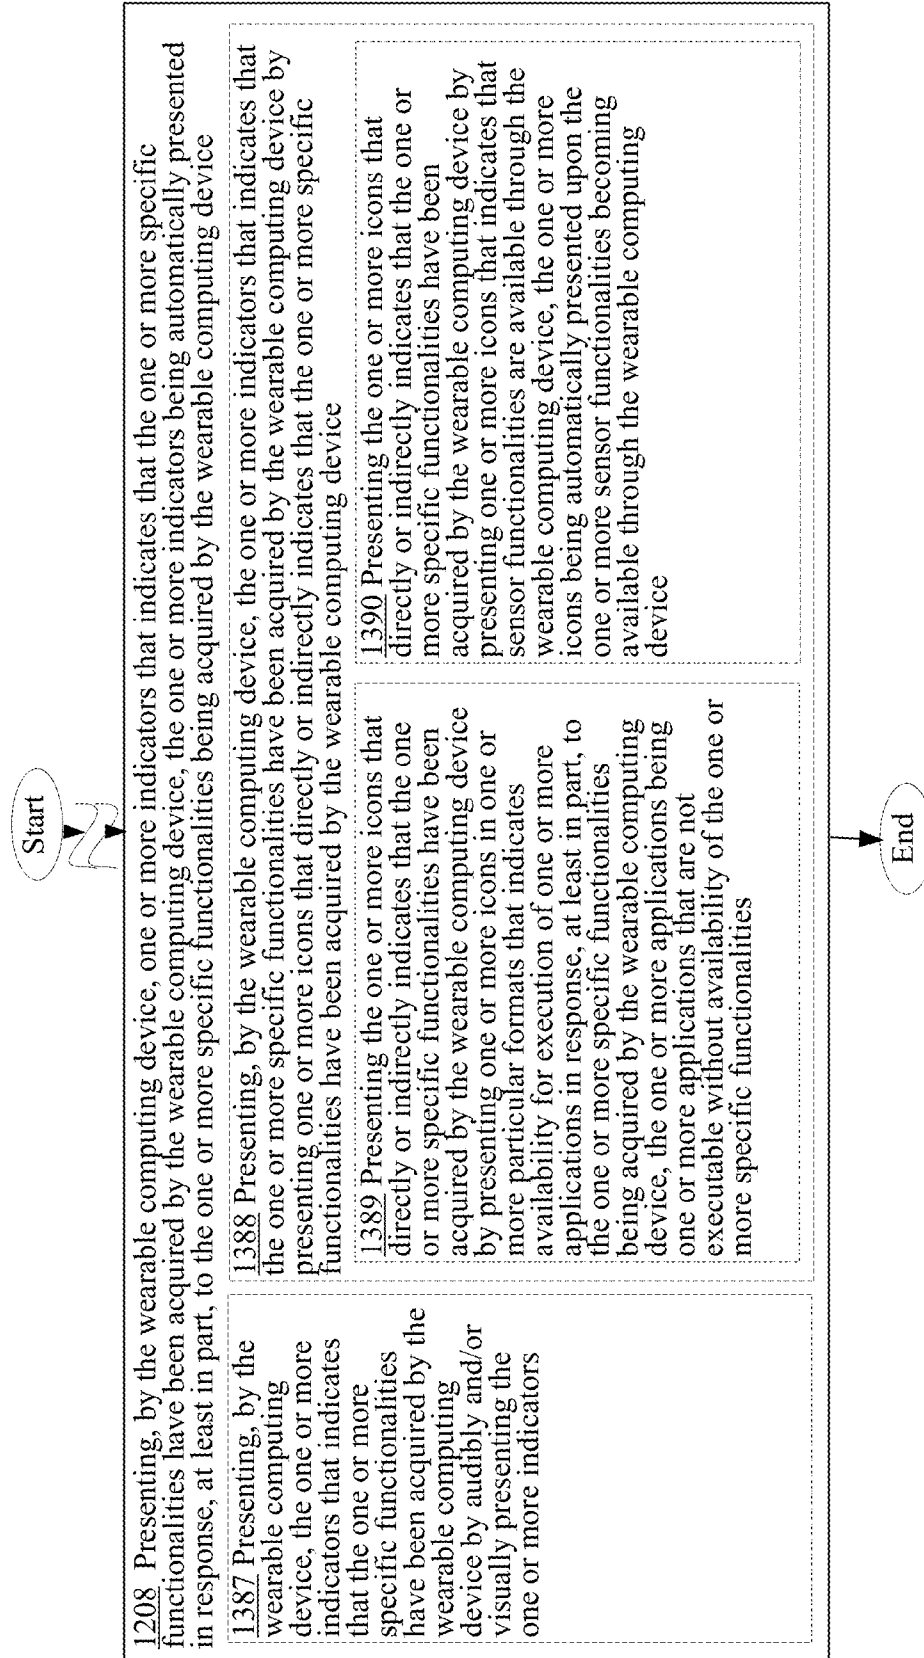 Start
1208 Presenting, by the wearable computing device, one or more indicators that indicates that the one or more specific
functionalities have been acquired by the wearable computing device, the one or more indicators being automatically presented
in response, at least in part, to the one or more specific functionalities being acquired by the wearable computing device
1387 Presenting, by the
wearable computing
device, the one or more
indicators that indicates
that the one or more
specific functionalities
have been acquired by the
wearable computing
device by audibly and/or
visually presenting the
one or more indicators
1388 Presenting, by the wearable computing device, the one or more indicators that indicates that
the one or more specific functionalities have been acquired by the wearable computing device by
presenting one or more icons that directly or indirectly indicates that the one or more specific
functionalities have been acquired by the wearable computing device
1389 Presenting the one or more icons that
directly or indirectly indicates that the one
or more specific functionalities have been
acquired by the wearable computing device
by presenting one or more icons in one or
more particular formats that indicates
availability for execution of one or more
applications in response, at least in part, to
the one or more specific functionalities
being acquired by the wearable computing
device, the one or more applications being
one or more applications that are not
executable without availability of the one or
more specific functionalities
1390 Presenting the one or more icons that
directly or indirectly indicates that the one or
more specific functionalities have been
acquired by the wearable computing device by
presenting one or more icons that indicates that
sensor functionalities are available through the
wearable computing device, the one or more
icons being automatically presented upon the
one or more sensor functionalities becoming
available through the wearable computing
device
End